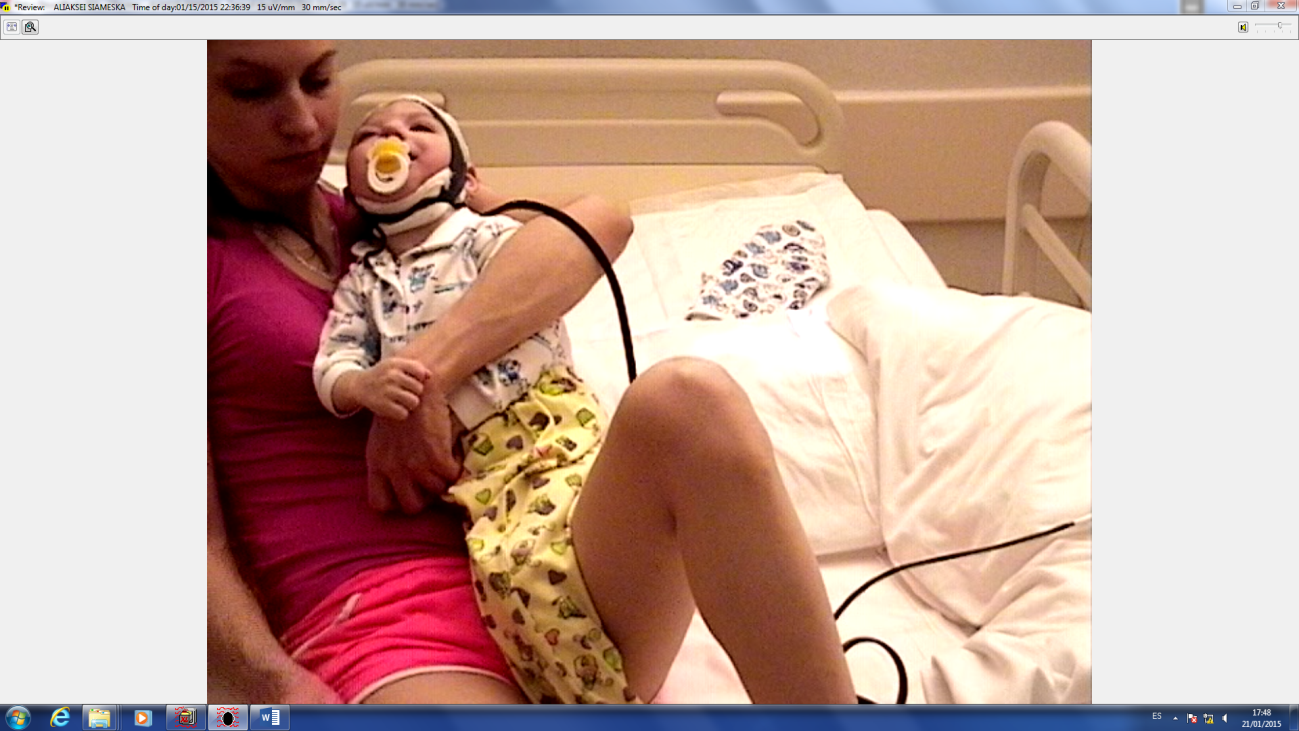 *Review: ALIAKSEI SIAMESKA Time of day:01/15/2015 22:36:39 15 uV/mm 30 mm/sec
ES
17:48
21/01/2015